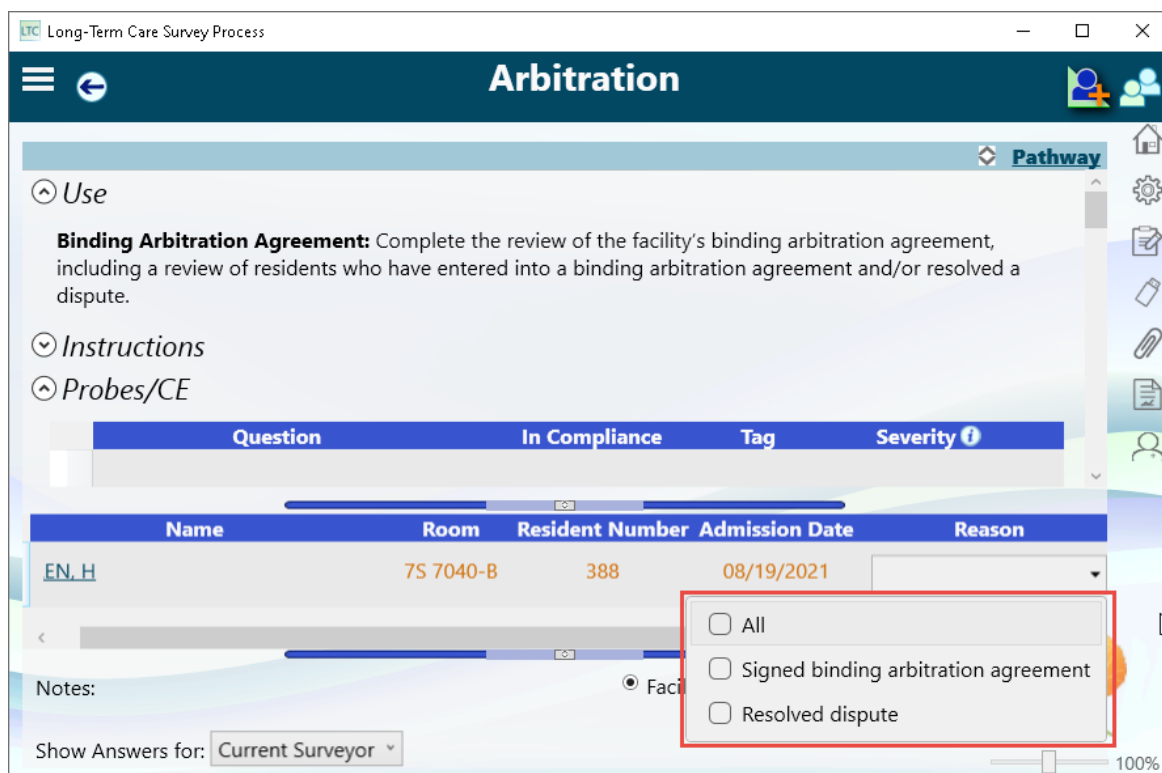 LTC Long-Term Care Survey Process
Arbitration
Pathway
Use
Binding Arbitration Agreement: Complete the review of the facility's binding arbitration agreement,
including a review of residents who have entered into a binding arbitration agreement and/or resolved a
dispute.
Instructions
Probes/CE
Question In Compliance Tag Severity
Name Room Resident Number Admission Date Reason
EN, H 7S 7040-B 388 08/19/2021
All
Signed binding arbitration agreement
Resolved dispute
Notes: Facil
Show Answers for: Current Surveyor
100%